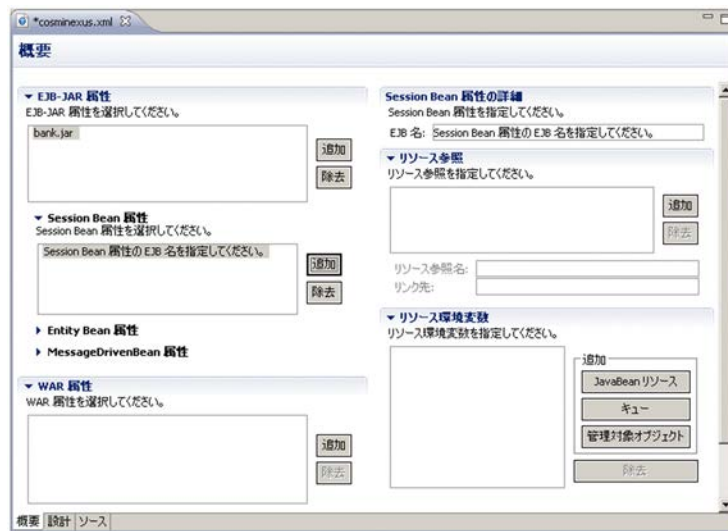 *cosminexus.xml
概要
EJB-JAR 属性
EJB-JAR 属性を選択してください。
bank.jar
追加
除去
Session Bean 属性
Session Bean 属性を選択してください。
Session Bean 属性の EJB 名を指定してください。
追加
除去
Entity Bean 属性
MessageDrivenBean 属性
WAR 属性
WAR 属性を選択してください。
追加
除去
Session Bean 属性の詳細
Session Bean 属性を指定してください。
EJB 名: Session Bean 属性の EJB 名を指定してください。
リソース参照
リソース参照を指定してください。
追加
除去
リソース参照名:
リンク先:
リソース環境変数
リソース環境変数を指定してください。
追加
JavaBean リソース
キュー
管理対象オブジェクト
除去
概要 設計 ソース